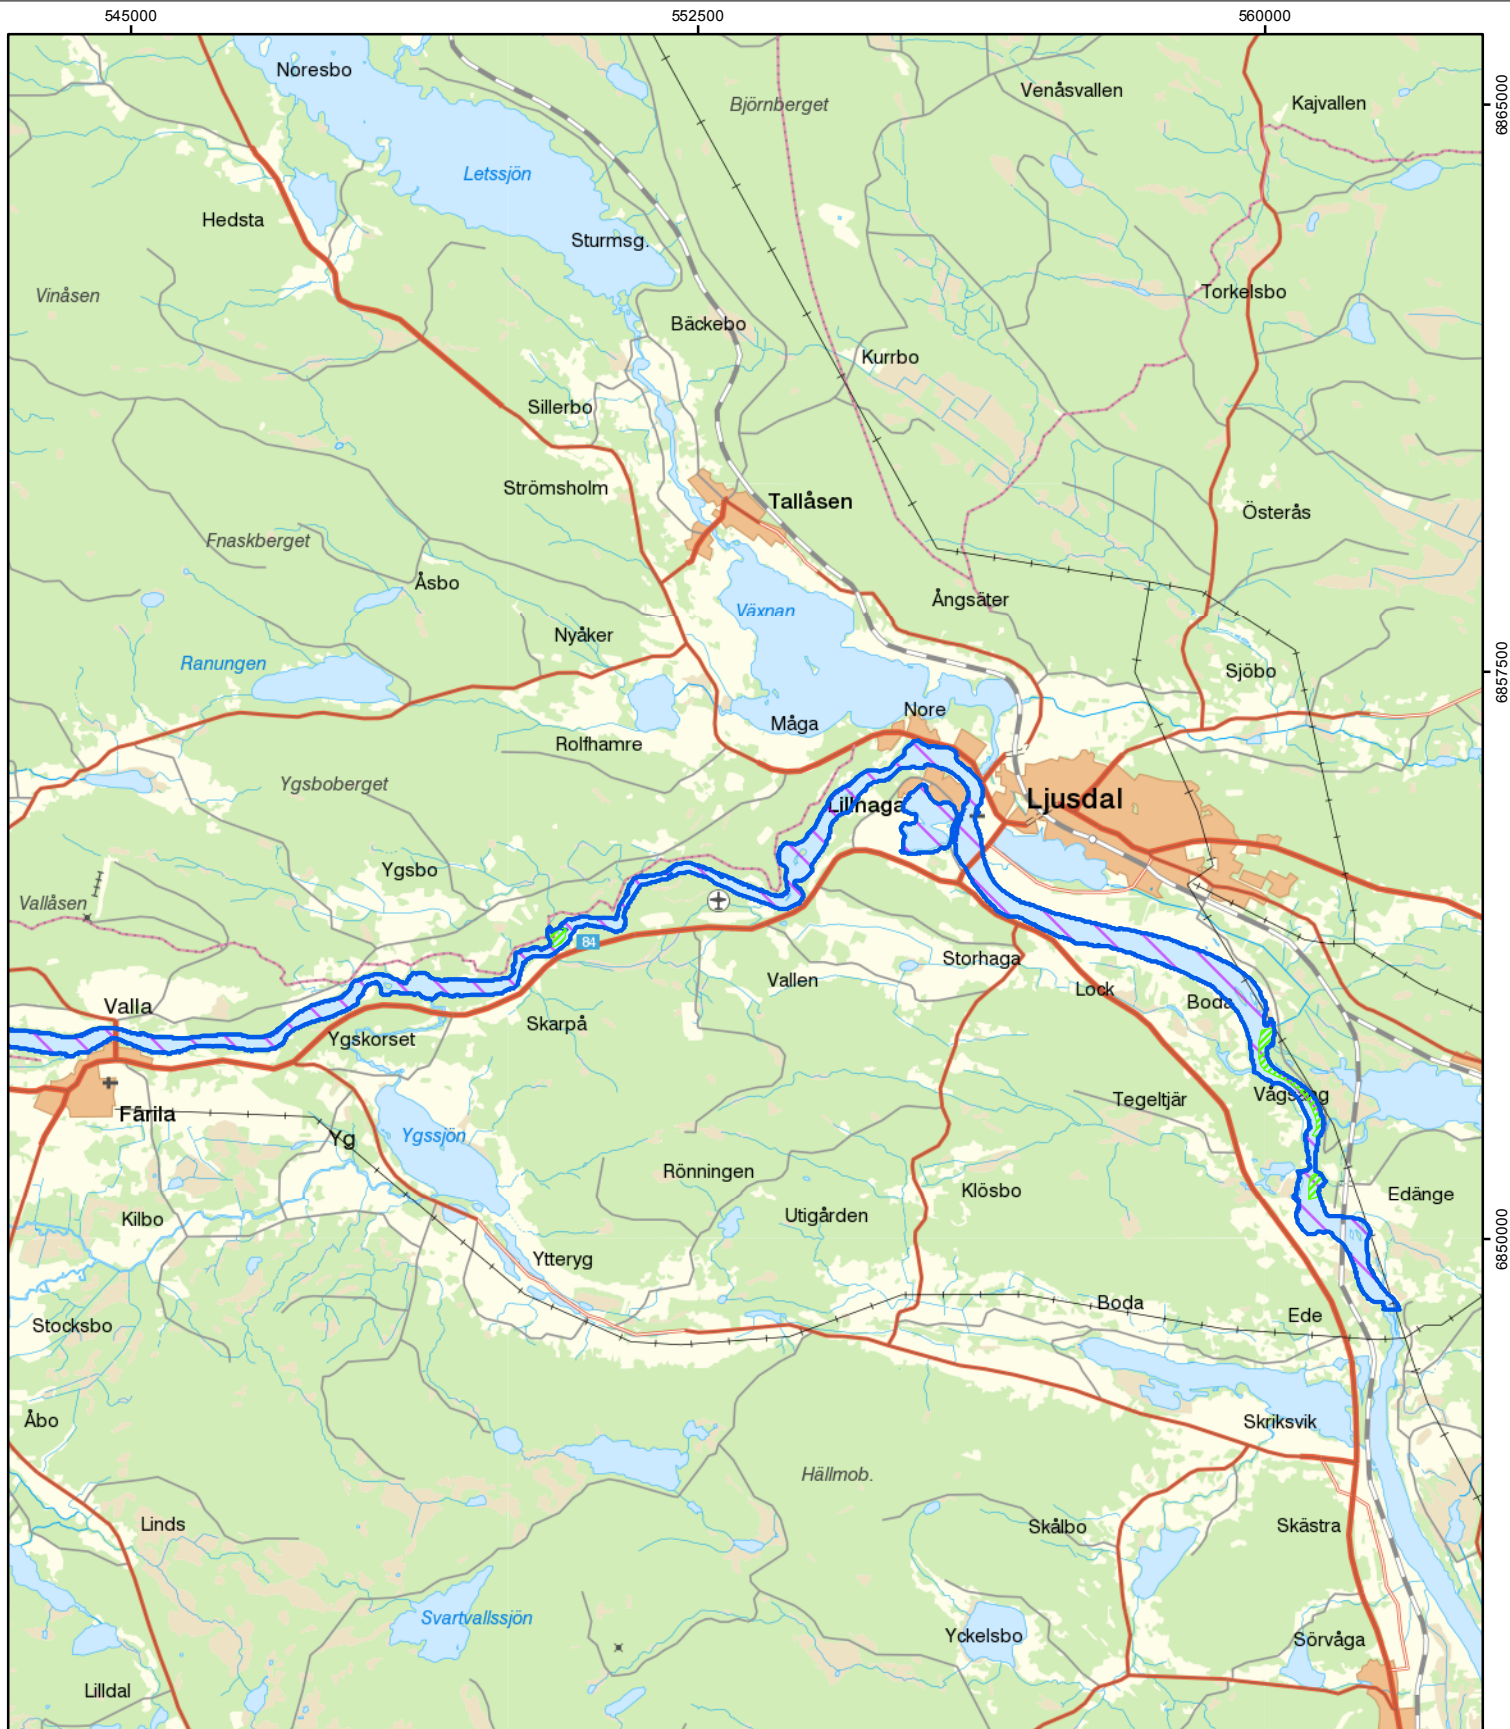 545000
552500
560000
Noresbo
Venåsvallen
Björnberget
Kajvallen
6865000
Letssjön
Hedsta
Sturmsg.
Vinåsen
Torkelsbo
Bäckebo
Kurrbo
Sillerbo
Strömsholm
Tallåsen
Österås
Fnaskberget
Åsbo
Ångsäter
Växnan
Nyåker
Ranungen
Sjöbo
6857500
Nore
Måga
Rolfhamre
Ygsboberget
Lillhaga
Ljusdal
Ygsbo
Vallåsen
84
Storhaga
Vallen
Lock
Boda
Valla
Skarpå
Ygskorset
Vågsäng
Tegeltjär
Färila
Ygssjön
Yg
Rönningen
Klösbo
Edänge
Utigården
Kilbo
6850000
Ytteryg
Boda
Ede
Stocksbo
Åbo
Skriksvik
Hällmob.
Linds
Skålbo
Skästra
Svartvallssjön
Yckelsbo
Sörvåga
Lilldal